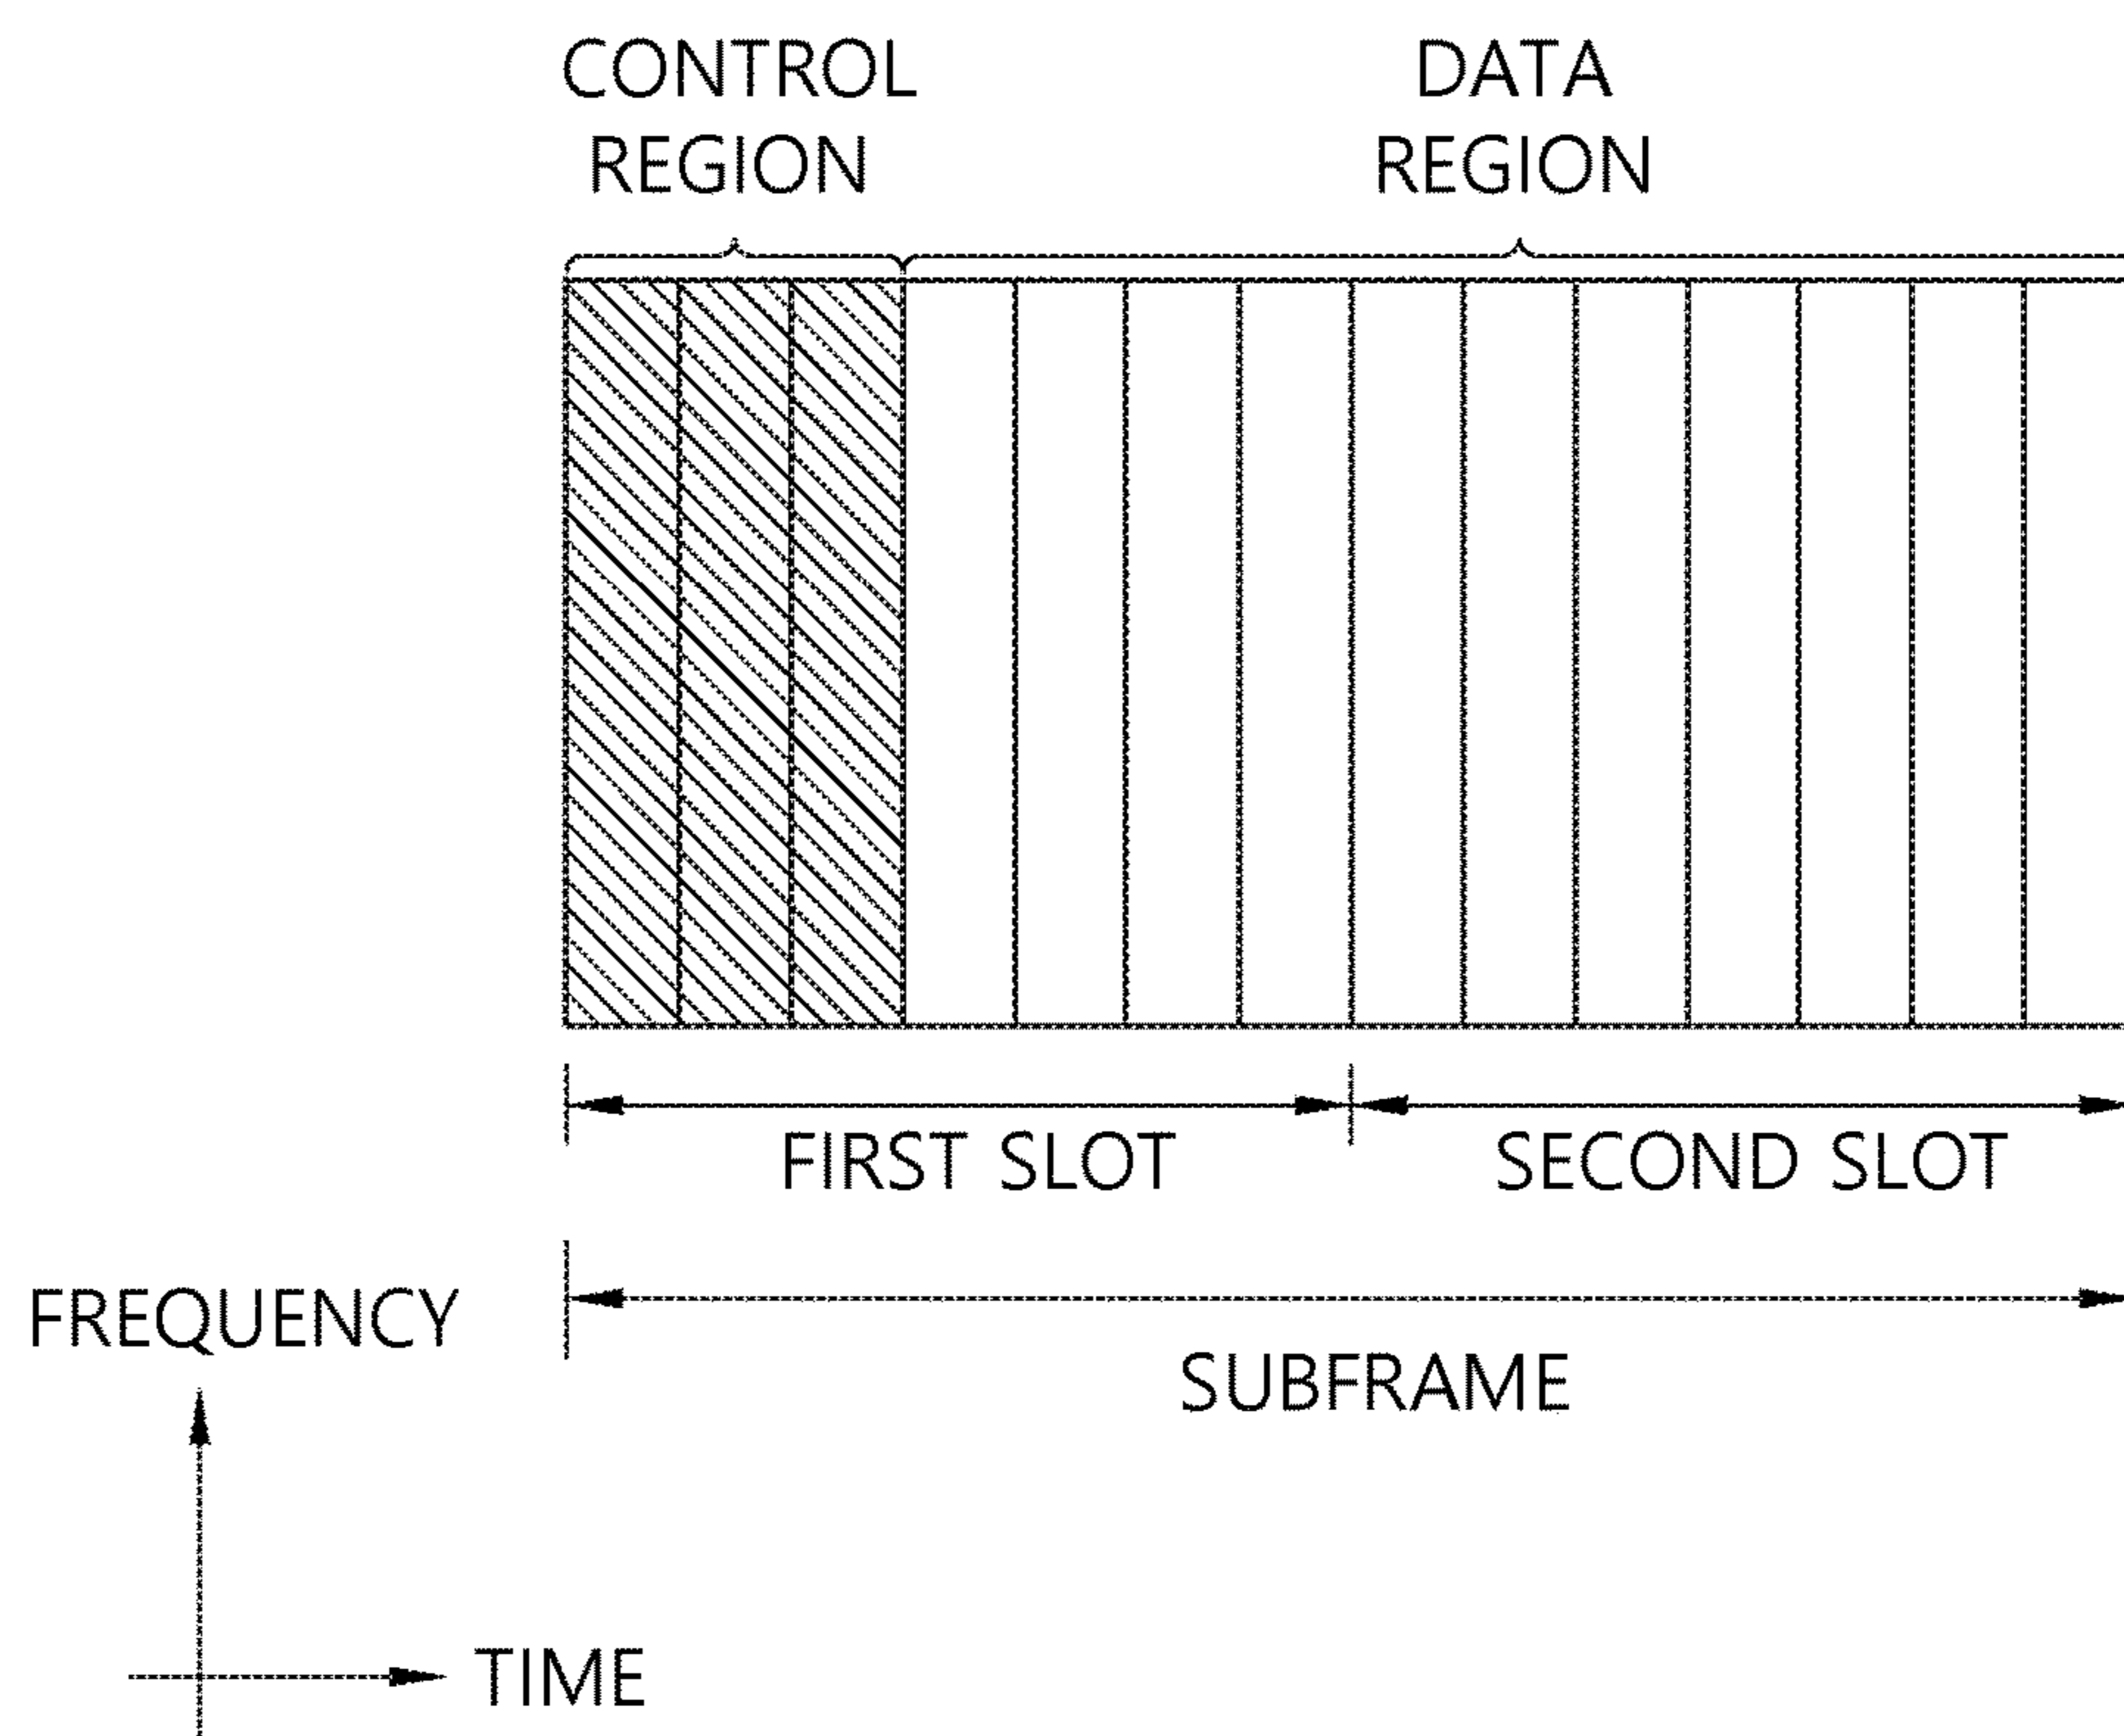 CONTROL
REGION
DATA
REGION
FIRST SLOT
SECOND SLOT
SUBFRAME
FREQUENCY
TIME